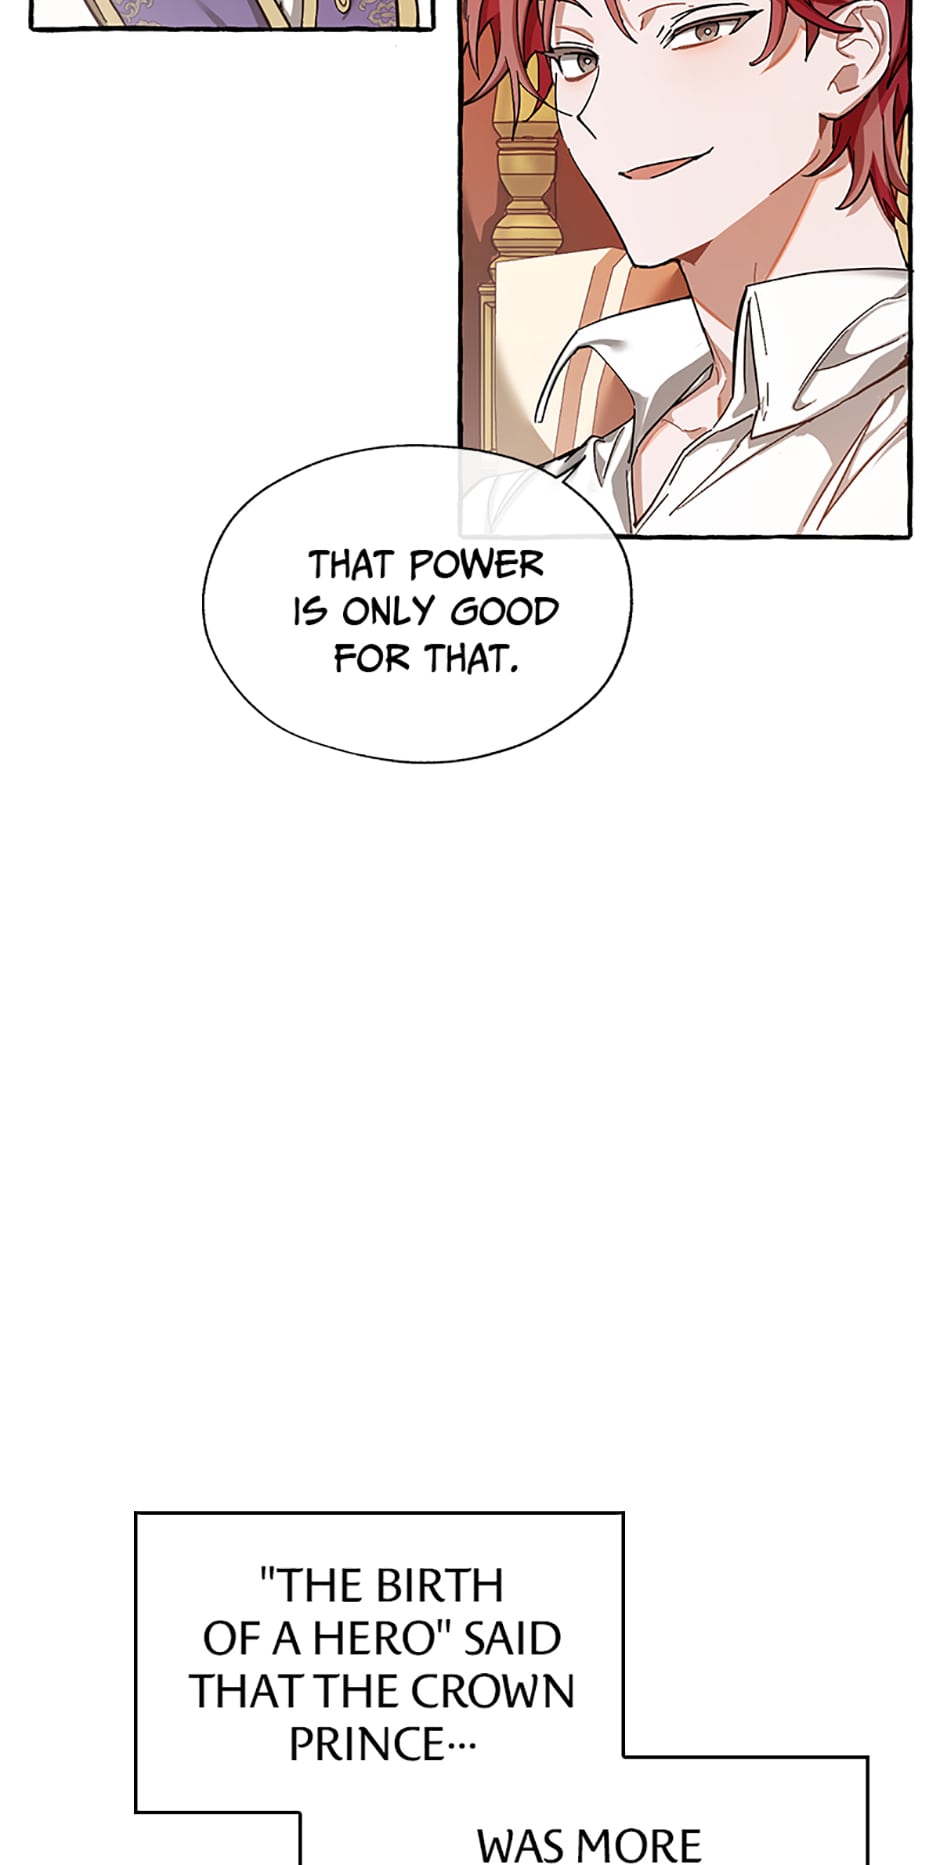 THAT POWER
IS ONLY GOOD
FOR THAT.
"THE BIRTH
OF A HERO" SAID
THAT THE CROWN
PRINCE...
WAS MORE